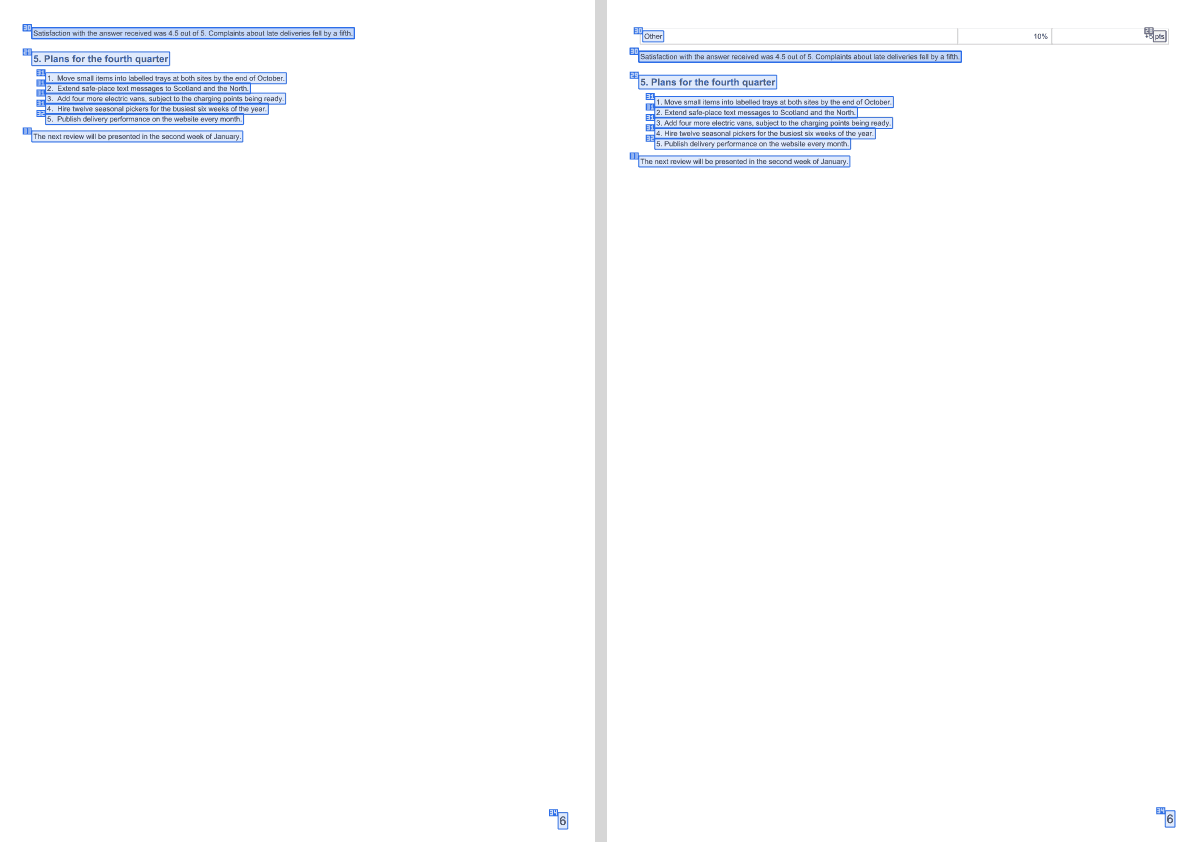 Satisfaction with the answer received was 4.5 out of 5. Complaints about late deliveries fell by a fifth.
5. Plans for the fourth quarter
1. Move small items into labelled trays at both sites by the end of October.
2. Extend safe-place text messages to Scotland and the North.
3. Add four more electric vans, subject to the charging points being ready.
4. Hire twelve seasonal pickers for the busiest six weeks of the year.
5. Publish delivery performance on the website every month.
The next review will be presented in the second week of January.
6
Other 10% pts
Satisfaction with the answer received was 4.5 out of 5. Complaints about late deliveries fell by a fifth.
5. Plans for the fourth quarter
1. Move small items into labelled trays at both sites by the end of October.
2. Extend safe-place text messages to Scotland and the North.
3. Add four more electric vans, subject to the charging points being ready.
4. Hire twelve seasonal pickers for the busiest six weeks of the year.
5. Publish delivery performance on the website every month.
The next review will be presented in the second week of January.
6